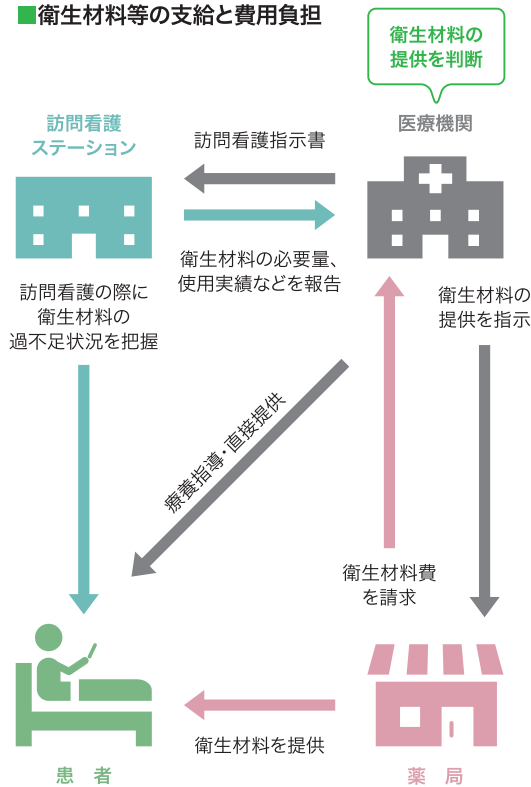 ■衛生材料等の支給と費用負担
衛生材料の
提供を判断
訪問看護
ステーション
医療機関
訪問看護指示書
衛生材料の必要量、
使用実績などを報告
訪問看護の際に
衛生材料の
過不足状況を把握
衛生材料の
提供を指示
療養指導・直接提供
衛生材料費
を請求
衛生材料を提供
患 者
薬 局